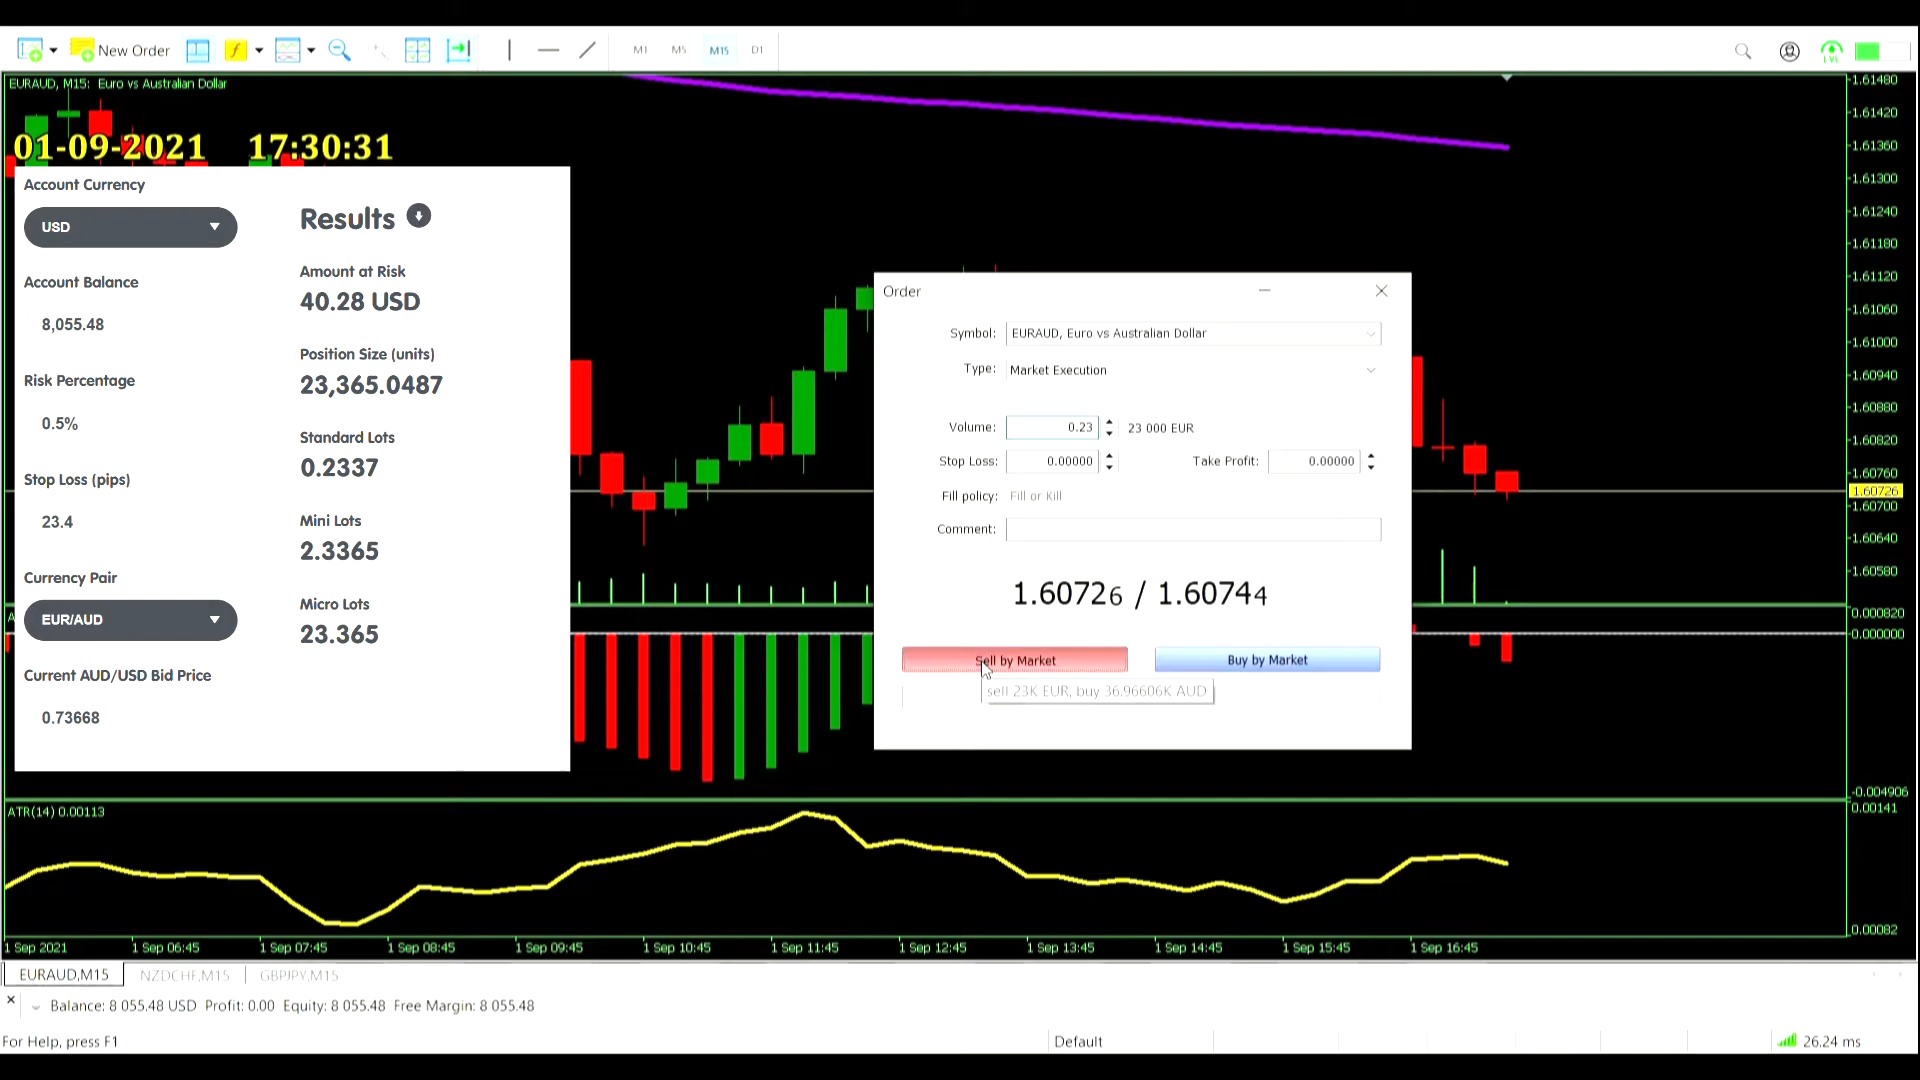 New Order
M1 M5 M15 D1
LVL
EURAUD, M15: Euro vs Australian Dollar
01-09-2021 17:30:31
Account Currency
USD
Account Balance
8,055.48
Risk Percentage
0.5%
Stop Loss (pips)
23.4
Currency Pair
EUR/AUD
Current AUD/USD Bid Price
0.73668
Results
Amount at Risk
40.28 USD
Position Size (units)
23,365.0487
Standard Lots
0.2337
Mini Lots
2.3365
Micro Lots
23.365
Order
Symbol: EURAUD, Euro vs Australian Dollar
Type: Market Execution
Volume: 0.23 23 000 EUR
Stop Loss: 0.00000 Take Profit: 0.00000
Fill policy: Fill or Kill
Comment:
1.60726 / 1.60744
Sell by Market Buy by Market
sell 23K EUR, buy 36.96606K AUD
1.61480
1.61420
1.61360
1.61300
1.61240
1.61180
1.61120
1.61060
1.61000
1.60940
1.60880
1.60820
1.60760
1.60726
1.60700
1.60640
1.60580
0.000820
0.000000
-0.004906
0.00141
0.00082
A
ATR(14) 0.00113
1 Sep 2021 1 Sep 06:45 1 Sep 07:45 1 Sep 08:45 1 Sep 09:45 1 Sep 10:45 1 Sep 11:45 1 Sep 12:45 1 Sep 13:45 1 Sep 14:45 1 Sep 15:45 1 Sep 16:45
EURAUD,M15 NZDCHF,M15 GBPJPY,M15
Balance: 8 055.48 USD Profit: 0.00 Equity: 8 055.48 Free Margin: 8 055.48
For Help, press F1 Default 26.24 ms